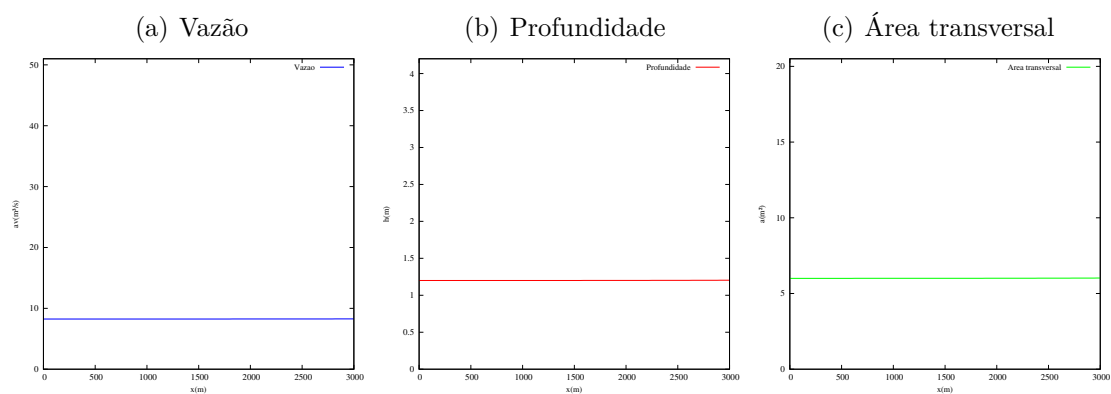 (a) Vazão
(b) Profundidade
(c) Área transversal
Vazao
50
40
30
20
10
0
av(m³/s)
0 500 1000 1500 2000 2500 3000
x(m)
Profundidade
4
3.5
3
2.5
2
1.5
1
0.5
0
h(m)
0 500 1000 1500 2000 2500 3000
x(m)
Area transversal
20
15
10
5
0
a(m²)
0 500 1000 1500 2000 2500 3000
x(m)